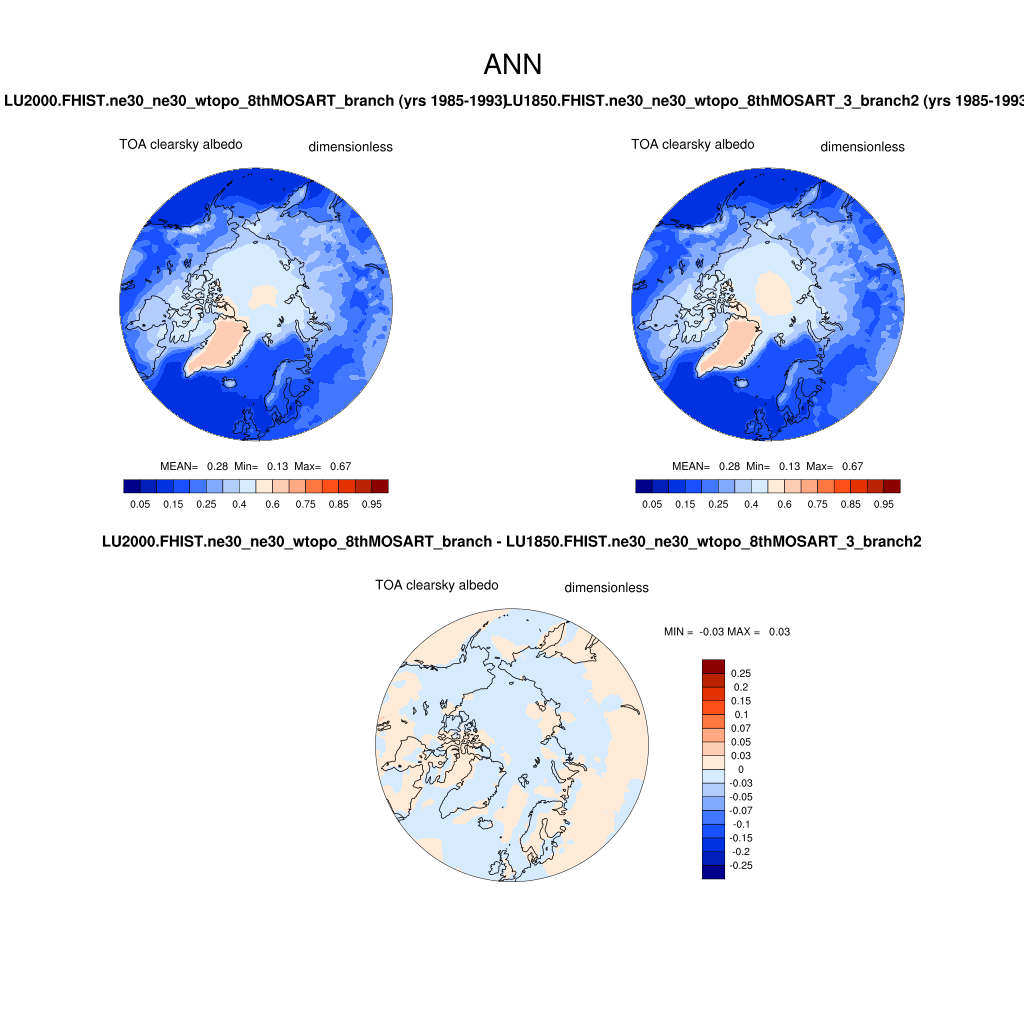 ANN
LU2000.FHIST.ne30_ne30_wtopo_8thMOSART_branch (yrs 1985-1993)
LU1850.FHIST.ne30_ne30_wtopo_8thMOSART_3_branch2 (yrs 1985-1993
TOA clearsky albedo dimensionless
TOA clearsky albedo dimensionless
MEAN= 0.28 Min= 0.13 Max= 0.67
MEAN= 0.28 Min= 0.13 Max= 0.67
0.05 0.15 0.25 0.4 0.6 0.75 0.85 0.95
0.05 0.15 0.25 0.4 0.6 0.75 0.85 0.95
LU2000.FHIST.ne30_ne30_wtopo_8thMOSART_branch - LU1850.FHIST.ne30_ne30_wtopo_8thMOSART_3_branch2
TOA clearsky albedo dimensionless
MIN = -0.03 MAX = 0.03
0.25
0.2
0.15
0.1
0.07
0.05
0.03
0
-0.03
-0.05
-0.07
-0.1
-0.15
-0.2
-0.25